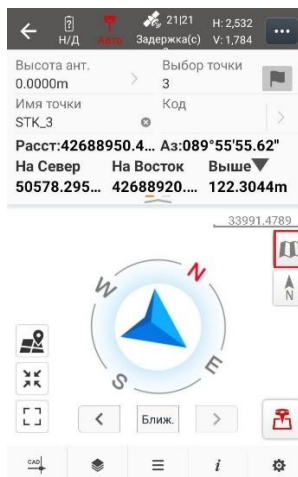 21|21 H:2,532
Н/Д Авто Задержка(с) V:1,784
Высота ант. Выбор точки
0.0000m 3
Имя точки Код
STK_3
Расст:42688950.4... Аз:089°55'55.62"
На Север На Восток Выше
50578.295... 42688920.... 122.3044m
33991.4789
N
N
W
E
S
Ближ.
CAD
i